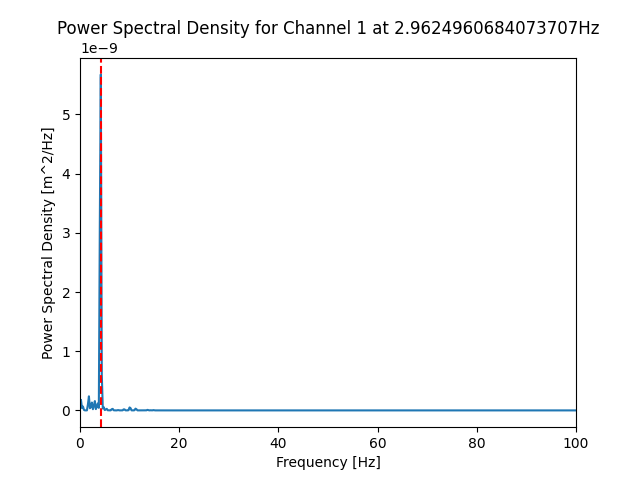 Power Spectral Density for Channel 1 at 2.9624960684073707Hz
1e−9
5
4
3
2
1
0
Power Spectral Density [m^2/Hz]
0 20 40 60 80 100
Frequency [Hz]